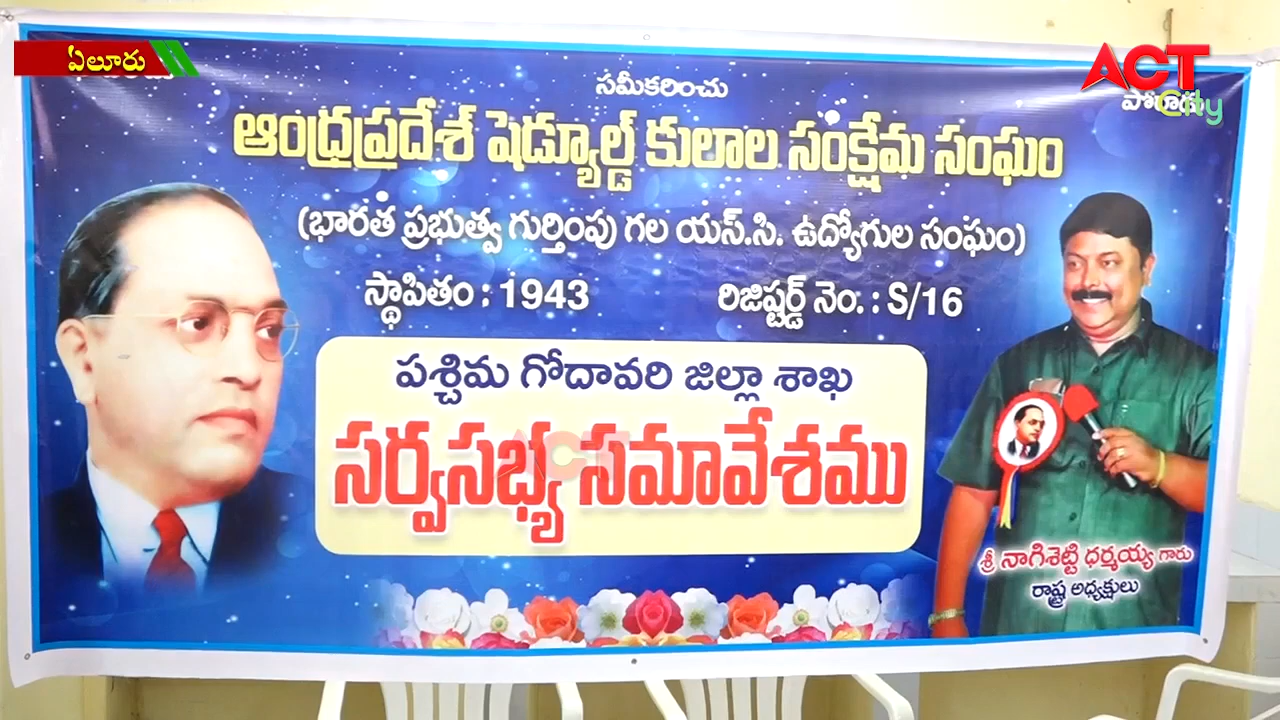 ఏలూరు
ACT
City
సమీకరించు
ఆంధ్రప్రదేశ్ షెడ్యూల్డ్ కులాల సంక్షేమ సంఘం
(భారత ప్రభుత్వ గుర్తింపు గల యస్.సి. ఉద్యోగుల సంఘం)
స్థాపితం : 1943 రిజిష్టర్డ్ నెం. : S/16
పశ్చిమ గోదావరి జిల్లా శాఖ
సర్వసభ్య సమావేశము
శ్రీ నాగిశెట్టి ధర్మయ్య గారు
రాష్ట్ర అధ్యక్షులు